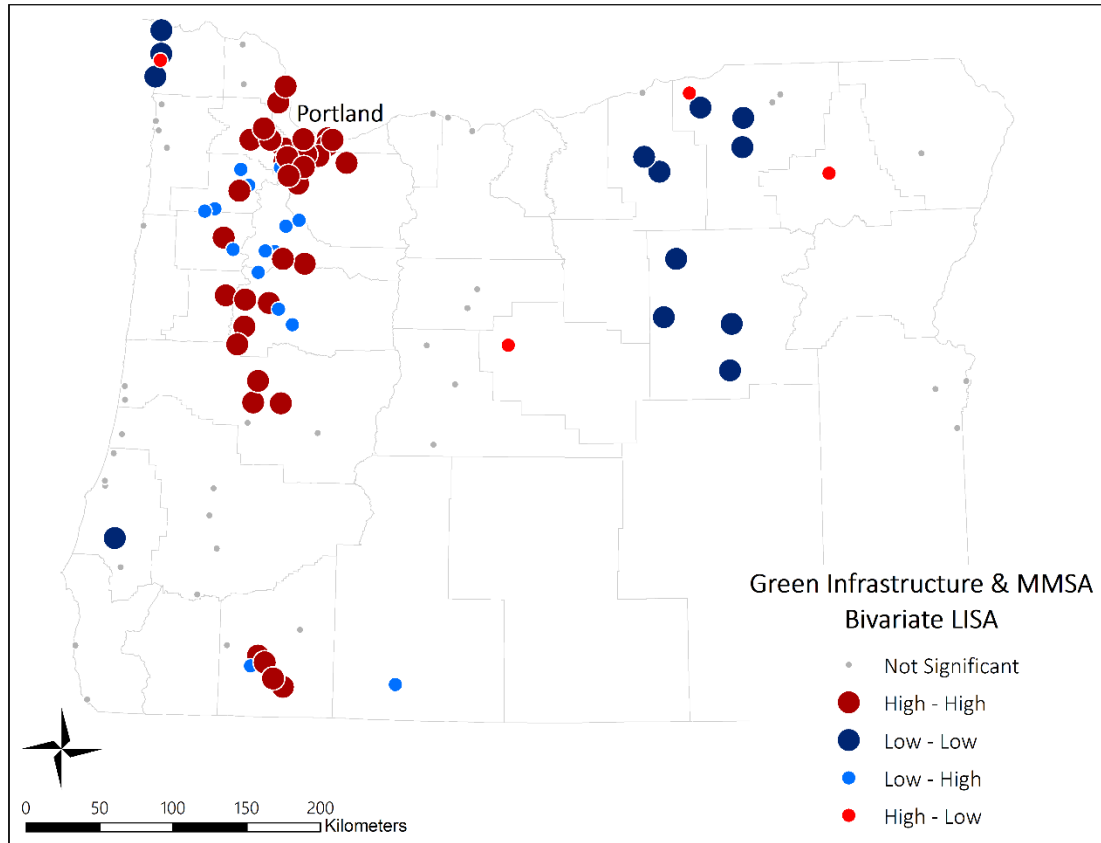 Portland
Green Infrastructure & MMSA
Bivariate LISA
Not Significant
High - High
Low - Low
Low - High
High - Low
0 50 100 150 200
Kilometers